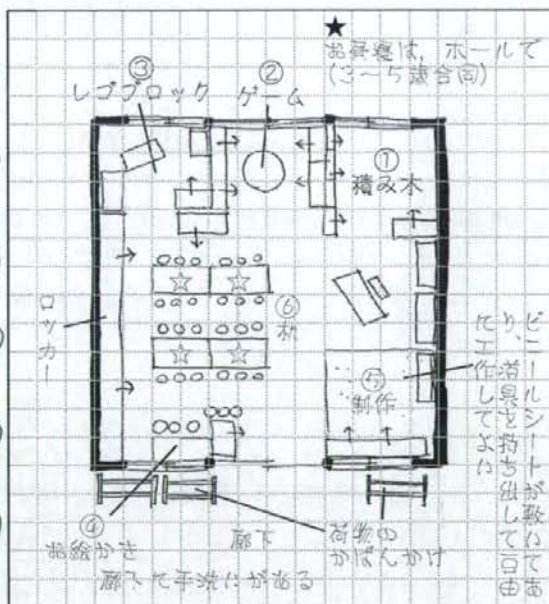 ★
お昼寝は、ホールで
(3〜5歳合同)
③
レゴブロック
②
ゲーム
①
積み木
ロッカー
☆ ☆
⑥
机
☆ ☆
⑤
制作
ビニールシートが敷いてあ
り、道具を持ち出して自由
に工作してよい
④
お絵かき
廊下
荷物の
かばんかけ
廊下に手洗いがある